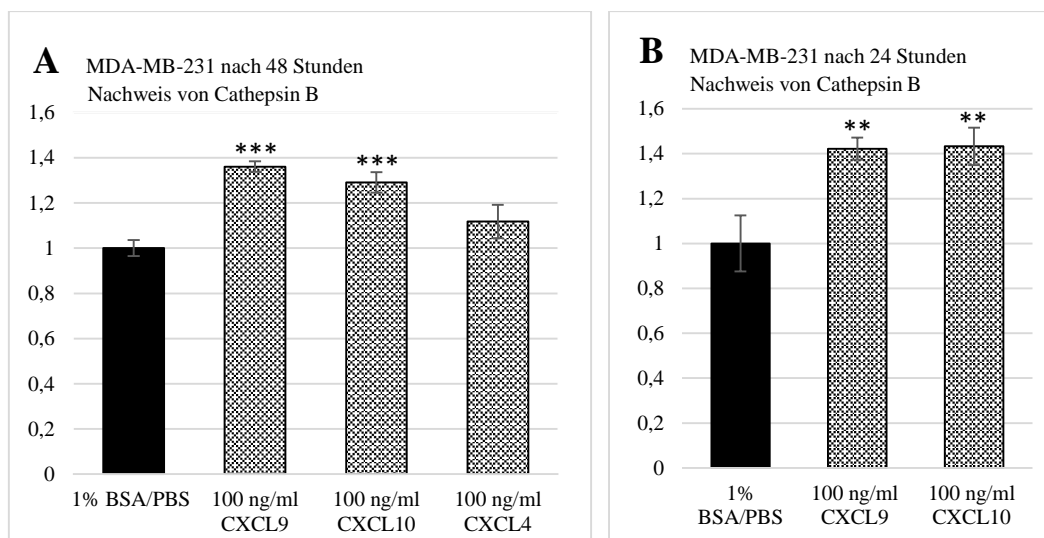 A
MDA-MB-231 nach 48 Stunden
Nachweis von Cathepsin B
1,6
1,4
1,2
1
0,8
0,6
0,4
0,2
0
***
***
1% BSA/PBS
100 ng/ml
CXCL9
100 ng/ml
CXCL10
100 ng/ml
CXCL4
B
MDA-MB-231 nach 24 Stunden
Nachweis von Cathepsin B
1,6
1,4
1,2
1
0,8
0,6
0,4
0,2
0
**
**
1%
BSA/PBS
100 ng/ml
CXCL9
100 ng/ml
CXCL10